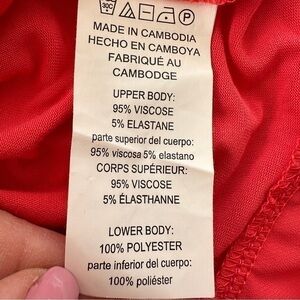 30C
P
MADE IN CAMBODIA
HECHO EN CAMBOYA
FABRIQUÉ AU
CAMBODGE
UPPER BODY:
95% VISCOSE
5% ELASTANE
parte superior del cuerpo:
95% viscosa 5% elastano
CORPS SUPÉRIEUR:
95% VISCOSE
5% ÉLASTHANNE
LOWER BODY:
100% POLYESTER
parte inferior del cuerpo:
100% poliéster